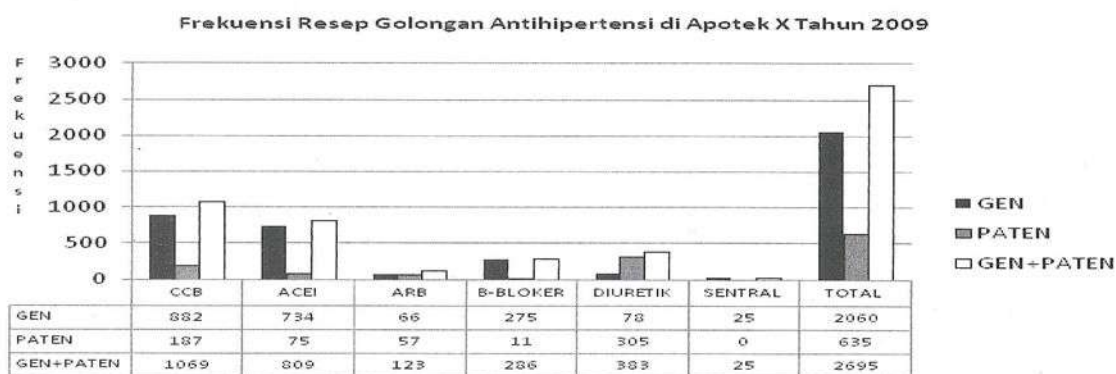 Frekuensi Resep Golongan Antihipertensi di Apotek X Tahun 2009
Frekuensi
3000
2500
2000
1500
1000
500
0
GEN
PATEN
GEN+PATEN
CCB ACEI ARB B-BLOKER DIURETIK SENTRAL TOTAL
GEN 882 734 66 275 78 25 2060
PATEN 187 75 57 11 305 0 635
GEN+PATEN 1069 809 123 286 383 25 2695